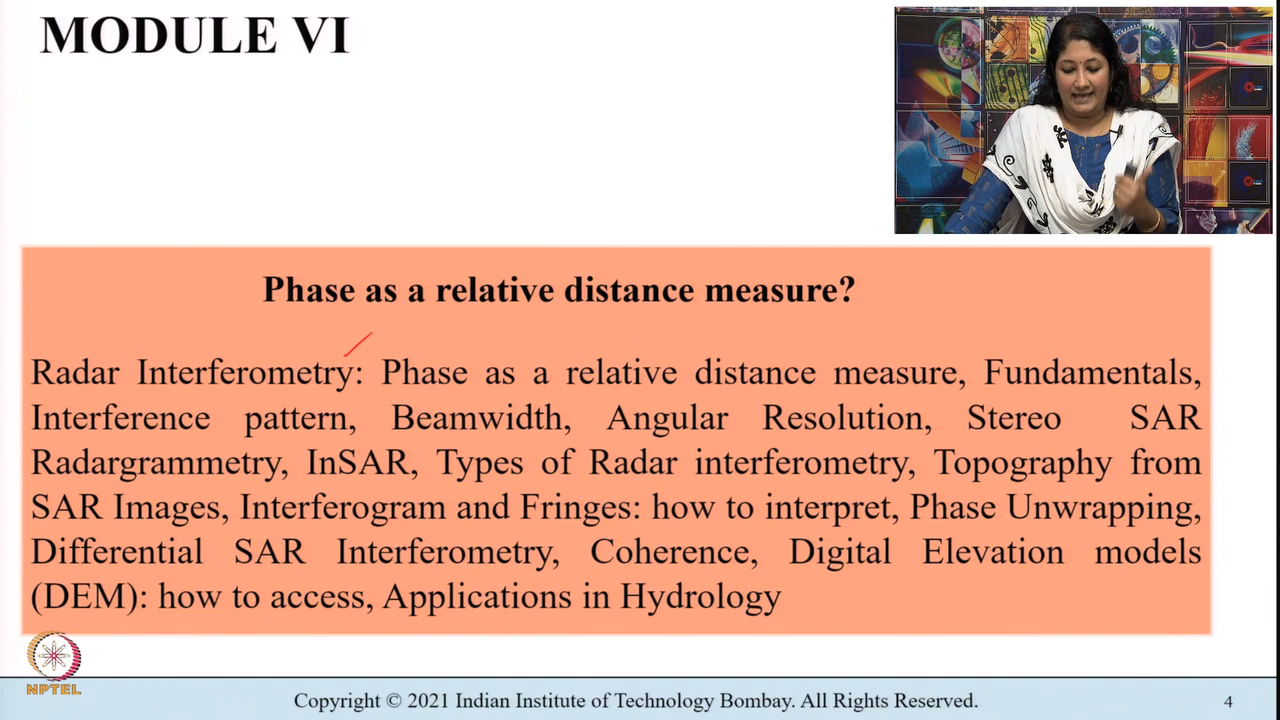 MODULE VI
Phase as a relative distance measure?
Radar Interferometry: Phase as a relative distance measure, Fundamentals,
Interference pattern, Beamwidth, Angular Resolution, Stereo SAR
Radargrammetry, InSAR, Types of Radar interferometry, Topography from
SAR Images, Interferogram and Fringes: how to interpret, Phase Unwrapping,
Differential SAR Interferometry, Coherence, Digital Elevation models
(DEM): how to access, Applications in Hydrology
NPTEL
Copyright © 2021 Indian Institute of Technology Bombay. All Rights Reserved.
4